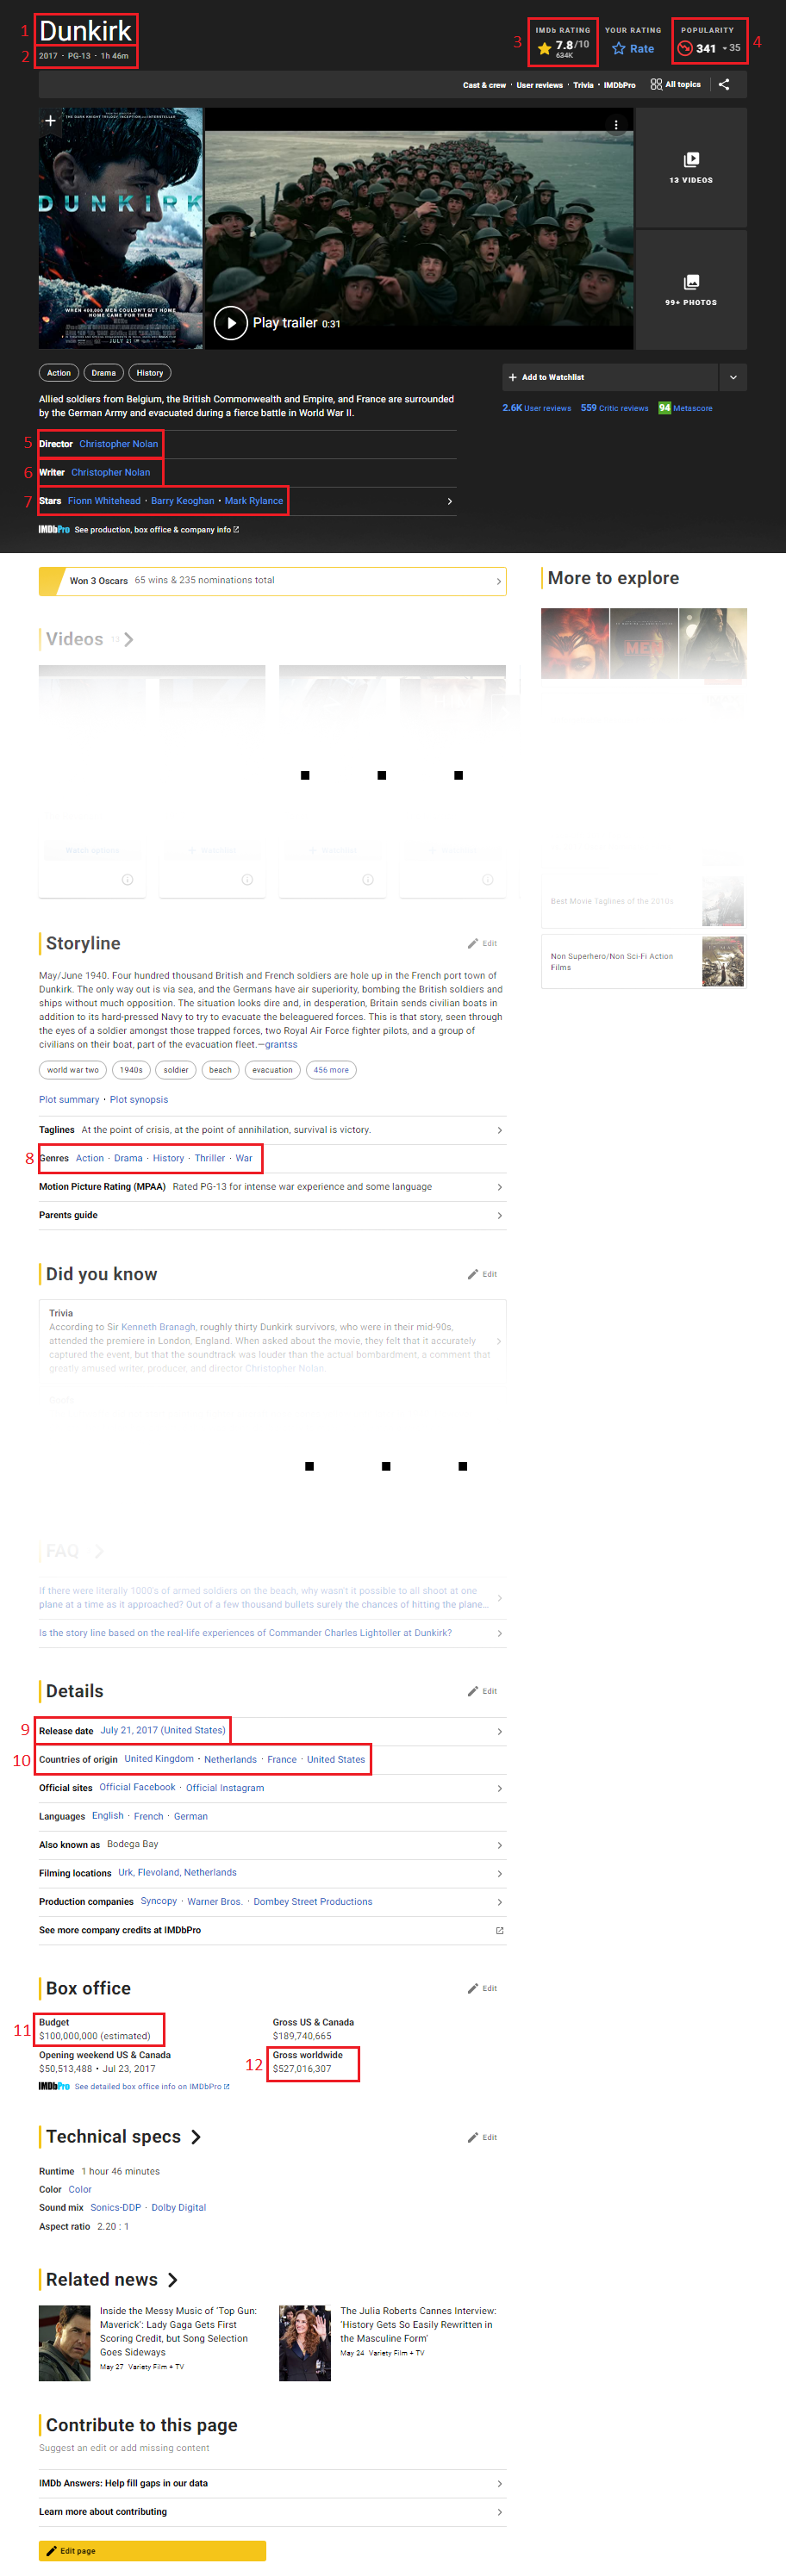 1 Dunkirk
2 2017 · PG-13 · 1h 46m
3 IMDb RATING
7.8/10
634K
YOUR RATING
Rate
POPULARITY
341 35
4
Cast & crew · User reviews · Trivia · IMDbPro All topics
THE DARK KNIGHT TRILOGY, INCEPTION AND INTERSTELLAR
DUNKIRK
WHEN 400,000 MEN COULDN'T GET HOME
HOME CAME FOR THEM
JULY 21
Play trailer 0:31
13 VIDEOS
99+ PHOTOS
Action Drama History
Allied soldiers from Belgium, the British Commonwealth and Empire, and France are surrounded
by the German Army and evacuated during a fierce battle in World War II.
+ Add to Watchlist
2.6K User reviews 559 Critic reviews 94 Metascore
5 Director Christopher Nolan
6 Writer Christopher Nolan
7 Stars Fionn Whitehead · Barry Keoghan · Mark Rylance
IMDbPro See production, box office & company info
Won 3 Oscars 65 wins & 235 nominations total
Videos 13
More to explore
MEN
Watch options
+ Watchlist
+ Watchlist
Best Movie Taglines of the 2010s
Non Superhero/Non Sci-Fi Action
Films
Storyline
Edit
May/June 1940. Four hundred thousand British and French soldiers are hole up in the French port town of
Dunkirk. The only way out is via sea, and the Germans have air superiority, bombing the British soldiers and
ships without much opposition. The situation looks dire and, in desperation, Britain sends civilian boats in
addition to its hard-pressed Navy to try to evacuate the beleaguered forces. This is that story, seen through
the eyes of a soldier amongst those trapped forces, two Royal Air Force fighter pilots, and a group of
civilians on their boat, part of the evacuation fleet.—grantss
world war two 1940s soldier beach evacuation 456 more
Plot summary · Plot synopsis
Taglines At the point of crisis, at the point of annihilation, survival is victory.
8 Genres Action · Drama · History · Thriller · War
Motion Picture Rating (MPAA) Rated PG-13 for intense war experience and some language
Parents guide
Did you know
Edit
Trivia
According to Sir Kenneth Branagh, roughly thirty Dunkirk survivors, who were in their mid-90s,
attended the premiere in London, England. When asked about the movie, they felt that it accurately
captured the event, but that the soundtrack was louder than the actual bombardment, a comment that
greatly amused writer, producer, and director Christopher Nolan.
FAQ
If there were literally 1000's of armed soldiers on the beach, why wasn't it possible to all shoot at one
plane at a time as it approached? Out of a few thousand bullets surely the chances of hitting the plane...
Is the story line based on the real-life experiences of Commander Charles Lightoller at Dunkirk?
Details
Edit
9 Release date July 21, 2017 (United States)
10 Countries of origin United Kingdom · Netherlands · France · United States
Official sites Official Facebook · Official Instagram
Languages English · French · German
Also known as Bodega Bay
Filming locations Urk, Flevoland, Netherlands
Production companies Syncopy · Warner Bros. · Dombey Street Productions
See more company credits at IMDbPro
Box office
Edit
11 Budget
$100,000,000 (estimated)
Gross US & Canada
$189,740,665
Opening weekend US & Canada
$50,513,488 · Jul 23, 2017
12 Gross worldwide
$527,016,307
IMDbPro See detailed box office info on IMDbPro
Technical specs
Edit
Runtime 1 hour 46 minutes
Color Color
Sound mix Sonics-DDP · Dolby Digital
Aspect ratio 2.20 : 1
Related news
Inside the Messy Music of 'Top Gun:
Maverick': Lady Gaga Gets First
Scoring Credit, but Song Selection
Goes Sideways
May 27 Variety Film + TV
The Julia Roberts Cannes Interview:
'History Gets So Easily Rewritten in
the Masculine Form'
May 24 Variety Film + TV
Contribute to this page
Suggest an edit or add missing content
IMDb Answers: Help fill gaps in our data
Learn more about contributing
Edit page